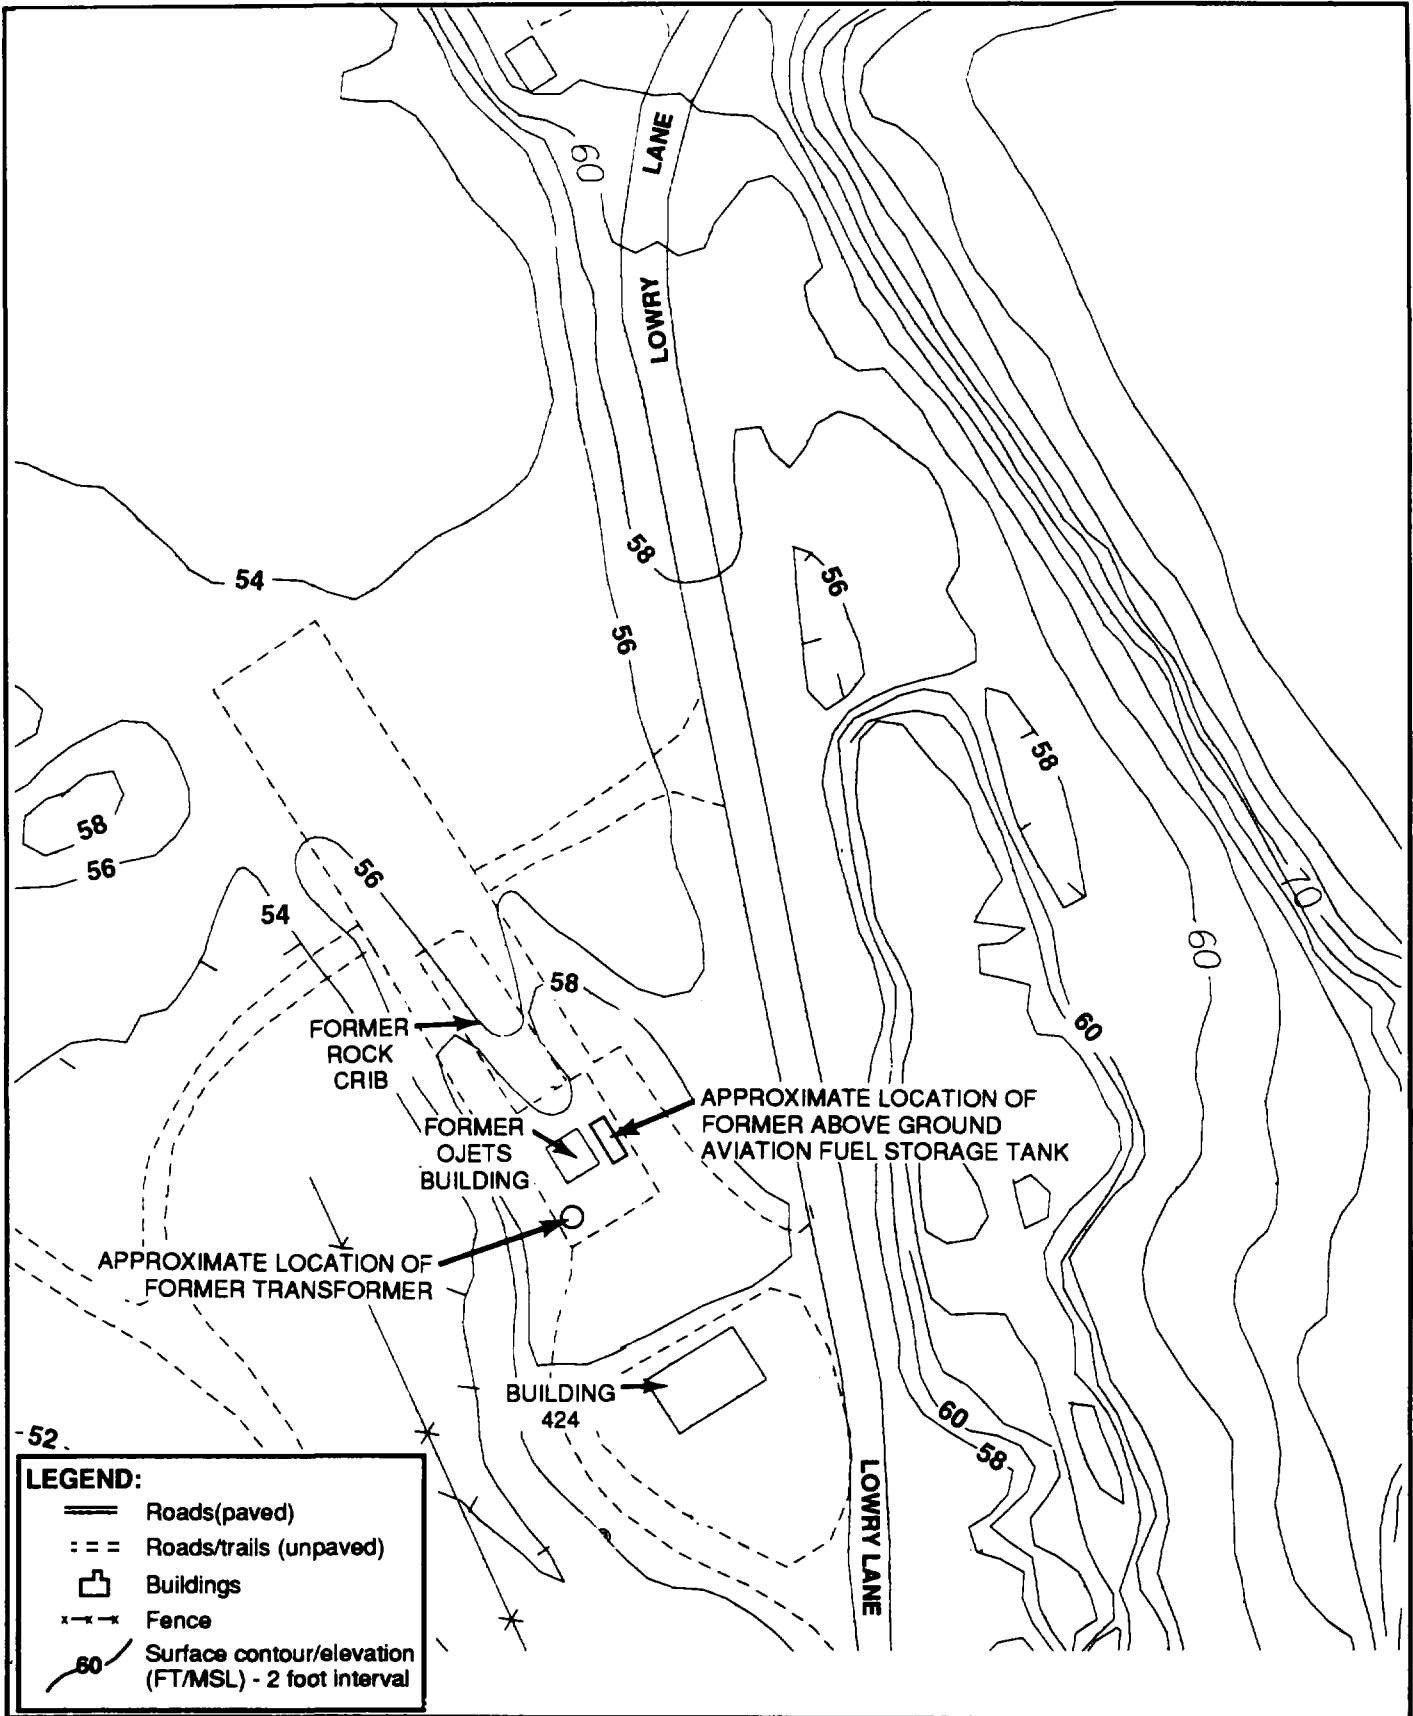 60
LANE
LOWRY
58
56
54
56
58
58
56
56
54
70
60
58
60
FORMER
ROCK
CRIB
APPROXIMATE LOCATION OF
FORMER ABOVE GROUND
AVIATION FUEL STORAGE TANK
FORMER
OJETS
BUILDING
APPROXIMATE LOCATION OF
FORMER TRANSFORMER
BUILDING
424
60
58
52
LOWRY LANE
LEGEND:
Roads(paved)
Roads/trails (unpaved)
Buildings
Fence
60
Surface contour/elevation
(FT/MSL) - 2 foot interval